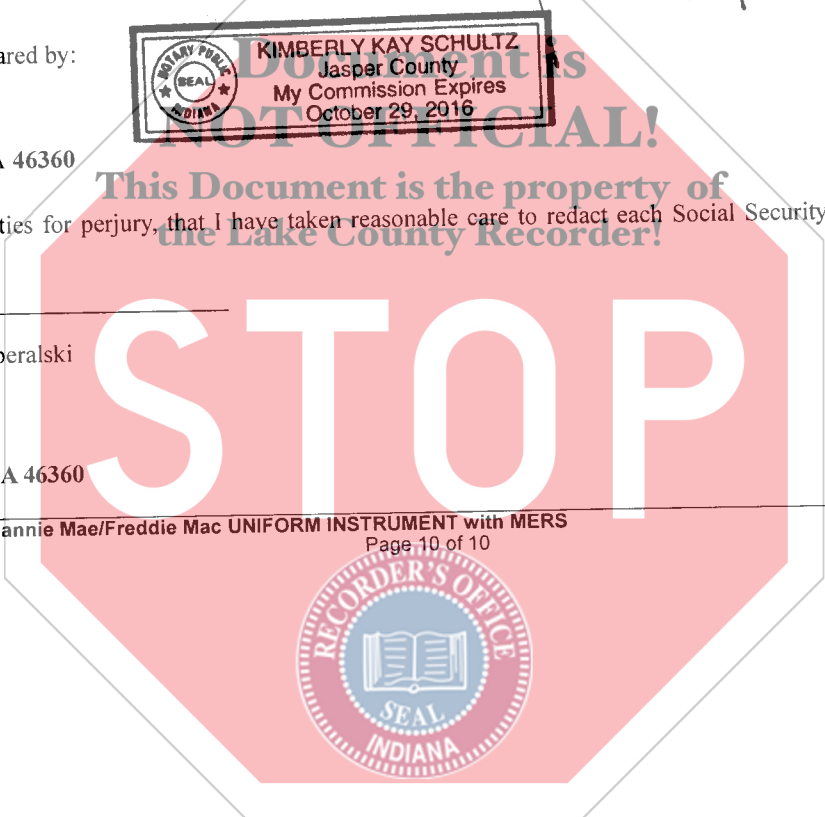 ared by:
KIMBERLY KAY SCHULTZ
Jasper County
My Commission Expires
October 29, 2016
NOTARY PUBLIC
SEAL
INDIANA
Document is
NOT OFFICIAL!
46360
This Document is the property of
the Lake County Recorder!
ties for perjury, that I have taken reasonable care to redact each Social Security
STOP
peralski
A 46360
annie Mae/Freddie Mac UNIFORM INSTRUMENT with MERS
Page 10 of 10
RECORDER'S OFFICE
SEAL
INDIANA